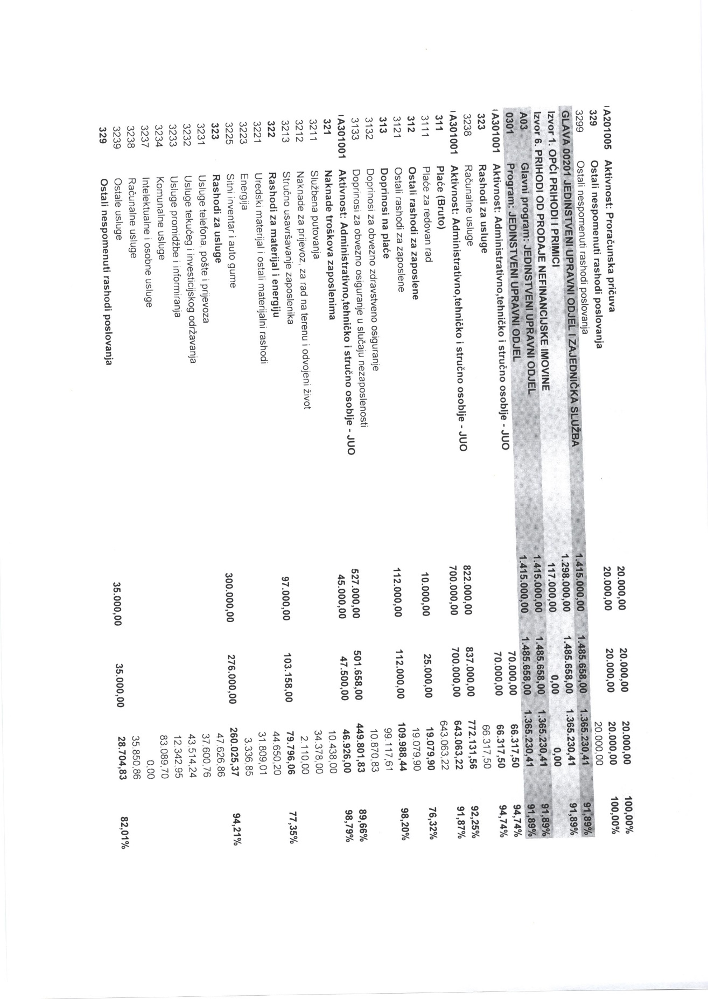 A201005 Aktivnost: Proračunska pričuva 20.000,00 20.000,00 20.000,00 100,00%
329 Ostali nespomenuti rashodi poslovanja 20.000,00 20.000,00 20.000,00 100,00%
3299 Ostali nespomenuti rashodi poslovanja 20.000,00
GLAVA 00201 JEDINSTVENI UPRAVNI ODJEL I ZAJEDNIČKA SLUŽBA 1.415.000,00 1.485.658,00 1.365.230,41 91,89%
Izvor 1. OPĆI PRIHODI I PRIMICI 1.298.000,00 1.485.658,00 1.365.230,41 91,89%
Izvor 6. PRIHODI OD PRODAJE NEFINANCIJSKE IMOVINE 117.000,00 0,00 0,00
A03 Glavni program: JEDINSTVENI UPRAVNI ODJEL 1.415.000,00 1.485.658,00 1.365.230,41 91,89%
0301 Program: JEDINSTVENI UPRAVNI ODJEL 1.415.000,00 1.485.658,00 1.365.230,41 91,89%
A301001 Aktivnost: Administrativno,tehničko i stručno osoblje - JUO 70.000,00 66.317,50 94,74%
323 Rashodi za usluge 70.000,00 66.317,50 94,74%
3238 Računalne usluge 66.317,50
A301001 Aktivnost: Administrativno,tehničko i stručno osoblje - JUO 822.000,00 837.000,00 772.131,56 92,25%
311 Plaće (Bruto) 700.000,00 700.000,00 643.063,22 91,87%
3111 Plaće za redovan rad 643.063,22
312 Ostali rashodi za zaposlene 10.000,00 25.000,00 19.079,90 76,32%
3121 Ostali rashodi za zaposlene 19.079,90
313 Doprinosi na plaće 112.000,00 112.000,00 109.988,44 98,20%
3132 Doprinosi za obvezno zdravstveno osiguranje 99.117,61
3133 Doprinosi za obvezno osiguranje u slučaju nezaposlenosti 10.870,83
A301001 Aktivnost: Administrativno,tehničko i stručno osoblje - JUO 527.000,00 501.658,00 449.801,83 89,66%
321 Naknade troškova zaposlenima 45.000,00 47.500,00 46.926,00 98,79%
3211 Službena putovanja 10.438,00
3212 Naknade za prijevoz, za rad na terenu i odvojeni život 34.378,00
3213 Stručno usavršavanje zaposlenika 2.110,00
322 Rashodi za materijal i energiju 97.000,00 103.158,00 79.796,06 77,35%
3221 Uredski materijal i ostali materijalni rashodi 44.650,20
3223 Energija 31.809,01
3225 Sitni inventar i auto gume 3.336,85
323 Rashodi za usluge 300.000,00 276.000,00 260.025,37 94,21%
3231 Usluge telefona, pošte i prijevoza 47.626,86
3232 Usluge tekućeg i investicijskog održavanja 37.600,76
3233 Usluge promidžbe i informiranja 43.514,24
3234 Komunalne usluge 12.342,95
3237 Intelektualne i osobne usluge 83.089,70
3238 Računalne usluge 0,00
3239 Ostale usluge 35.850,86
329 Ostali nespomenuti rashodi poslovanja 35.000,00 35.000,00 28.704,83 82,01%